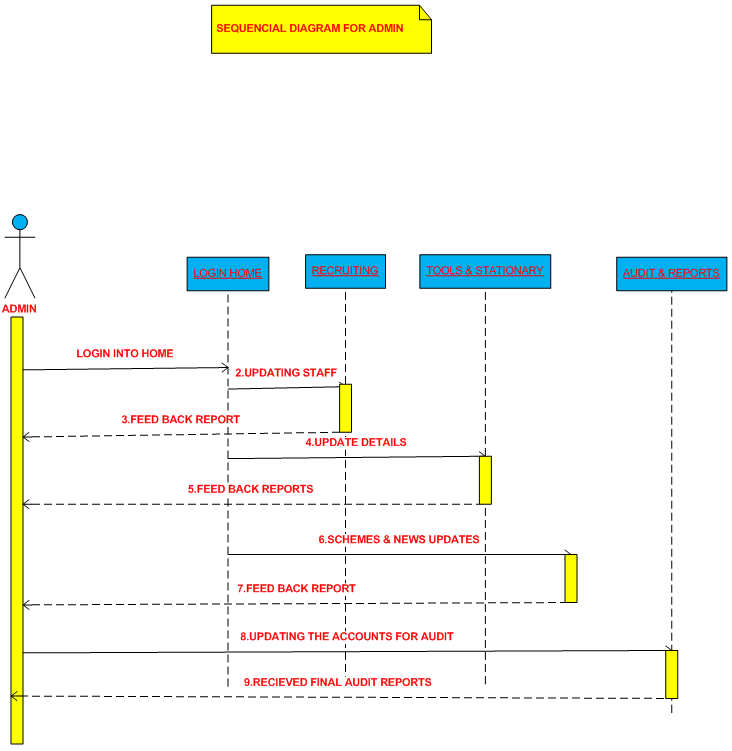 SEQUENCIAL DIAGRAM FOR ADMIN
LOGIN HOME
RECRUITING
TOOLS & STATIONARY
AUDIT & REPORTS
ADMIN
LOGIN INTO HOME
2.UPDATING STAFF
3.FEED BACK REPORT
4.UPDATE DETAILS
5.FEED BACK REPORTS
6.SCHEMES & NEWS UPDATES
7.FEED BACK REPORT
8.UPDATING THE ACCOUNTS FOR AUDIT
9.RECIEVED FINAL AUDIT REPORTS